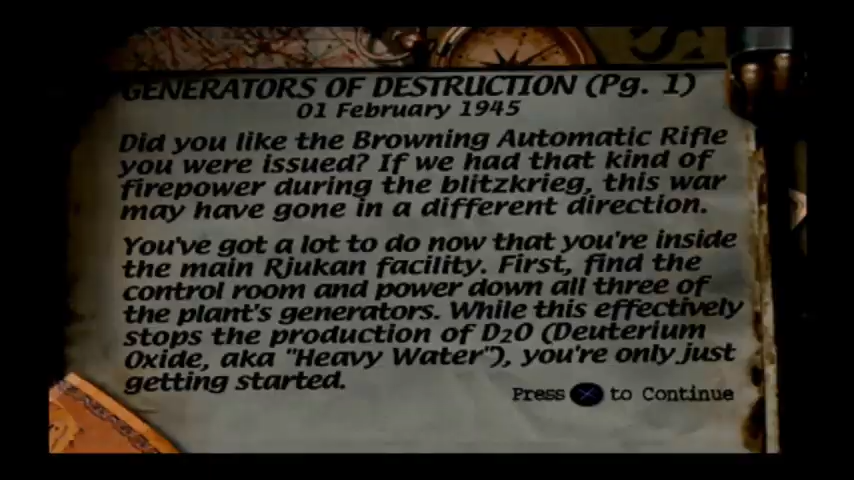 GENERATORS OF DESTRUCTION (Pg. 1)
01 February 1945
Did you like the Browning Automatic Rifle
you were issued? If we had that kind of
firepower during the blitzkrieg, this war
may have gone in a different direction.
You've got a lot to do now that you're inside
the main Rjukan facility. First, find the
control room and power down all three of
the plant's generators. While this effectively
stops the production of D2O (Deuterium
Oxide, aka "Heavy Water"), you're only just
getting started.
Press X to Continue